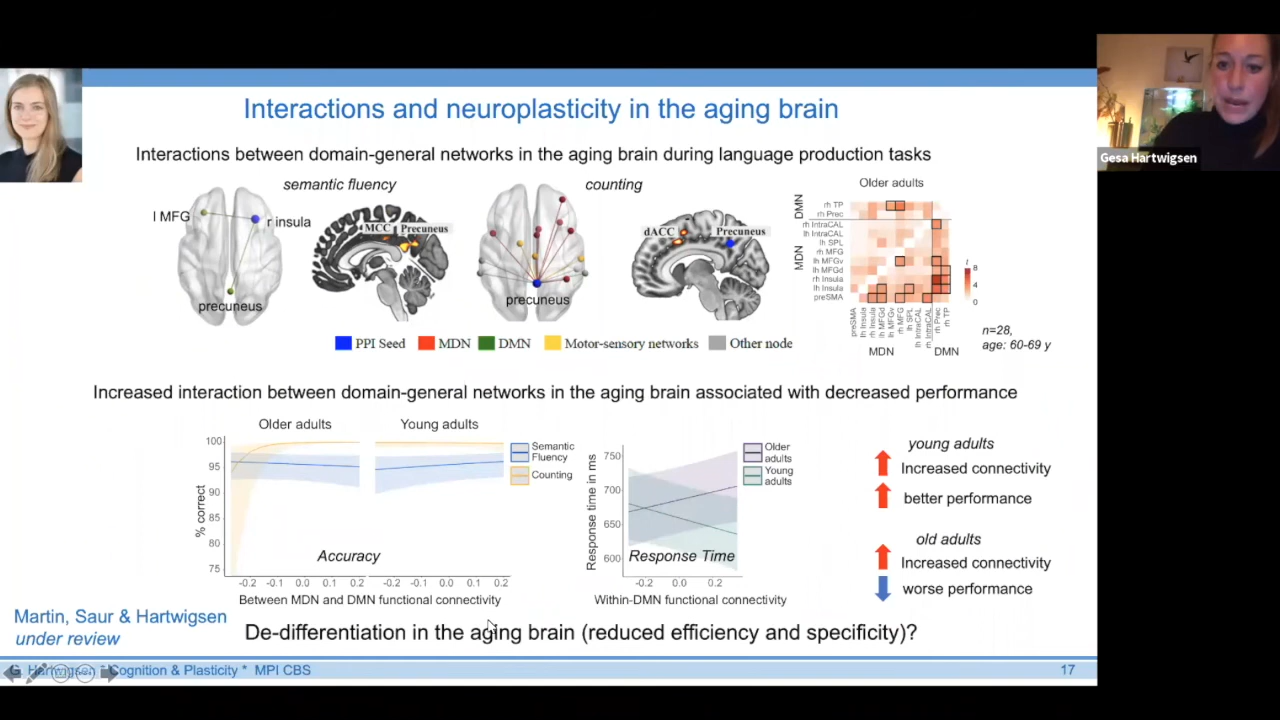 Interactions and neuroplasticity in the aging brain
Gesa Hartwigsen
Interactions between domain-general networks in the aging brain during language production tasks
semantic fluency
counting
Older adults
l MFG
r insula
precuneus
MCC
Precuneus
precuneus
dACC
Precuneus
DMN
MDN
rh TP
rh Prec
rh IntraCAL
lh IntraCAL
lh SPL
rh MFG
lh MFGv
lh MFGd
rh Insula
lh Insula
preSMA
preSMA
lh Insula
rh Insula
lh MFGd
lh MFGv
rh MFG
lh SPL
lh IntraCAL
rh IntraCAL
rh Prec
rh TP
MDN
DMN
t
8
4
0
n=28,
age: 60-69 y
PPI Seed
MDN
DMN
Motor-sensory networks
Other node
Increased interaction between domain-general networks in the aging brain associated with decreased performance
Older adults
Young adults
% correct
100
95
90
85
80
75
Semantic
Fluency
Counting
Accuracy
-0.2 -0.1 0.0 0.1 0.2 -0.2 -0.1 0.0 0.1 0.2
Between MDN and DMN functional connectivity
Response time in ms
750
700
650
600
Older
adults
Young
adults
Response Time
-0.2 0.0 0.2
Within-DMN functional connectivity
young adults
Increased connectivity
better performance
old adults
Increased connectivity
worse performance
Martin, Saur & Hartwigsen
under review
De-differentiation in the aging brain (reduced efficiency and specificity)?
G. Hartwigsen * Cognition & Plasticity * MPI CBS
17